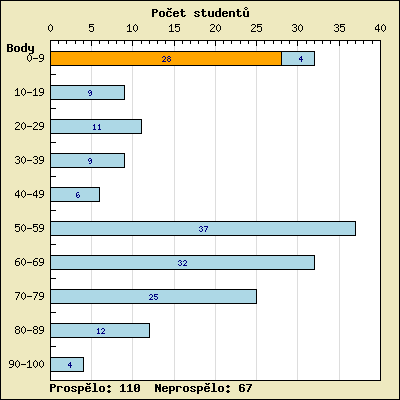 Počet studentů
0 5 10 15 20 25 30 35 40
Body
0-9 28 4
10-19 9
20-29 11
30-39 9
40-49 6
50-59 37
60-69 32
70-79 25
80-89 12
90-100 4
Prospělo: 110 Neprospělo: 67